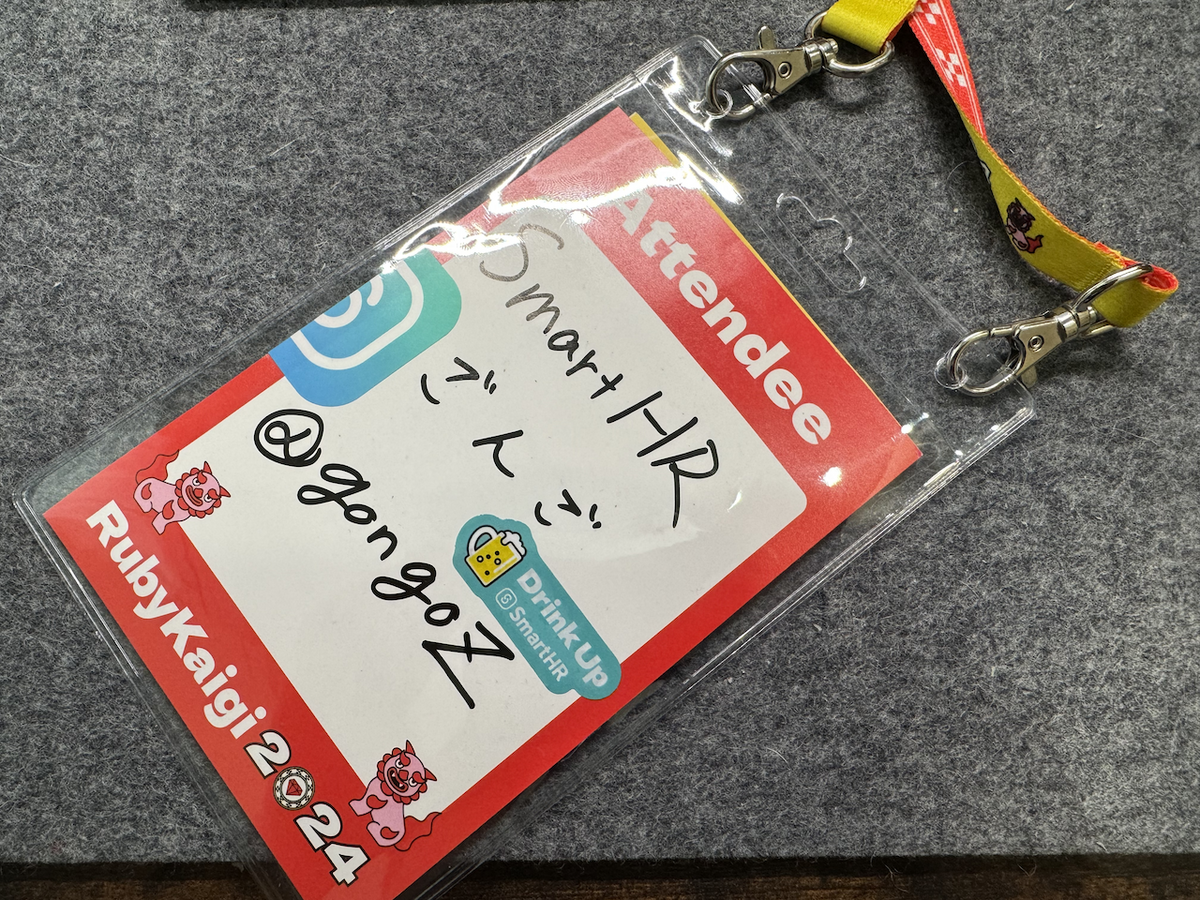 Attendee
SmartHR
ごんご
@gongoZ
Drink Up
SmartHR
RubyKaigi 2024